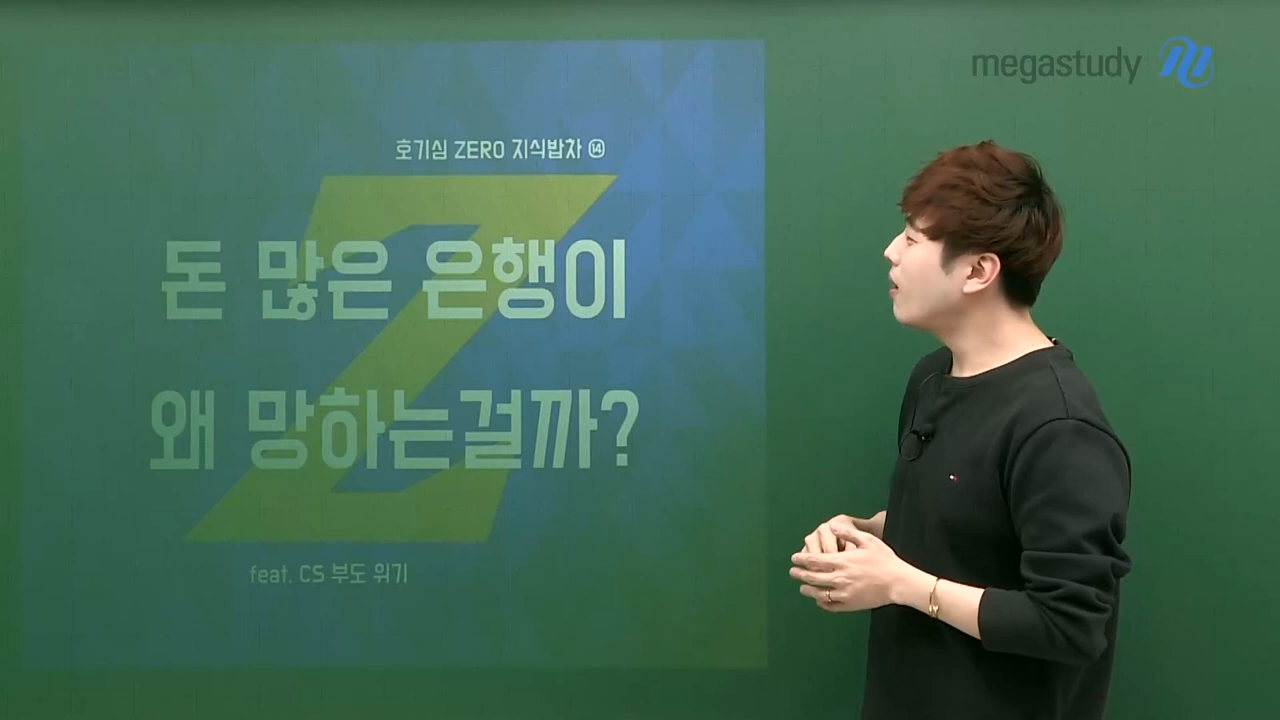 megastudy
호기심 ZERO 지식밥차 ⑭
돈 많은 은행이
왜 망하는걸까?
feat. CS 부도 위기